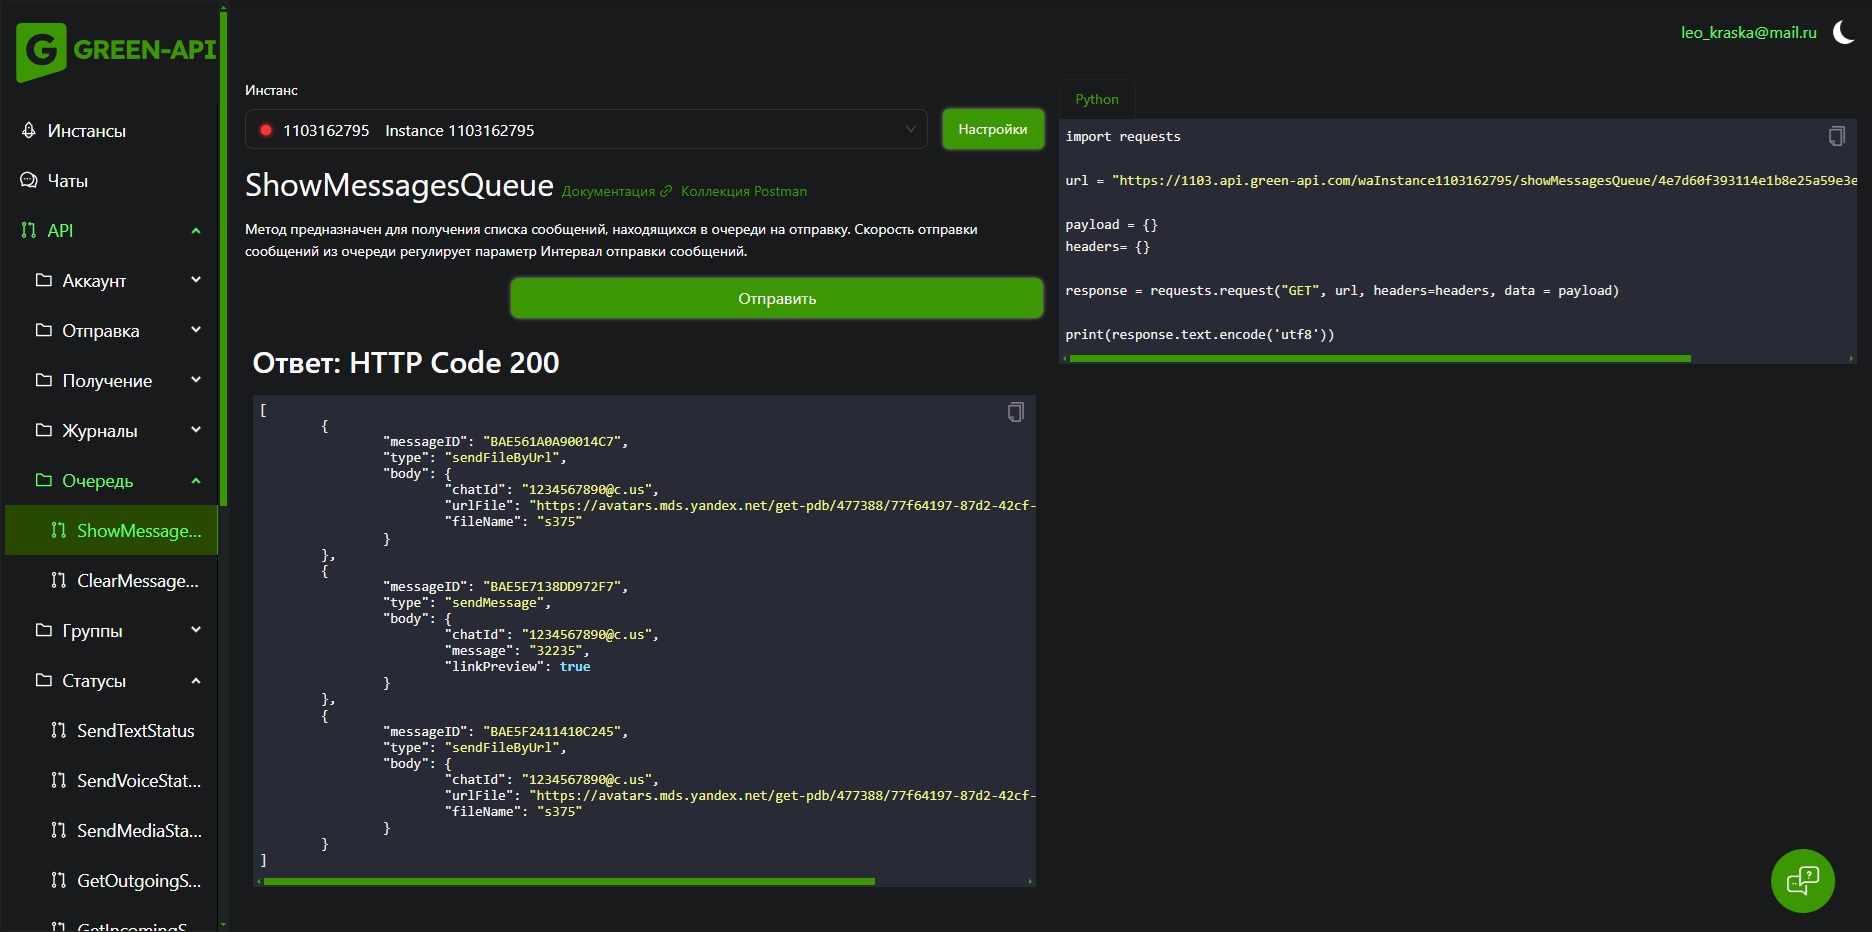 GREEN-API
leo_kraska@mail.ru
Инстансы
Чаты
API
Аккаунт
Отправка
Получение
Журналы
Очередь
ShowMessage...
ClearMessage...
Группы
Статусы
SendTextStatus
SendVoiceStat...
SendMediaSta...
GetOutgoingS...
GetIncomingS
Инстанс
1103162795 Instance 1103162795
Настройки
ShowMessagesQueue Документация Коллекция Postman
Метод предназначен для получения списка сообщений, находящихся в очереди на отправку. Скорость отправки
сообщений из очереди регулирует параметр Интервал отправки сообщений.
Отправить
Ответ: HTTP Code 200
[
{
"messageID": "BAE561A0A90014C7",
"type": "sendFileByUrl",
"body": {
"chatId": "1234567890@c.us",
"urlFile": "https://avatars.mds.yandex.net/get-pdb/477388/77f64197-87d2-42cf-
"fileName": "s375"
}
},
{
"messageID": "BAE5E7138DD972F7",
"type": "sendMessage",
"body": {
"chatId": "1234567890@c.us",
"message": "32235",
"linkPreview": true
}
},
{
"messageID": "BAE5F2411410C245",
"type": "sendFileByUrl",
"body": {
"chatId": "1234567890@c.us",
"urlFile": "https://avatars.mds.yandex.net/get-pdb/477388/77f64197-87d2-42cf-
"fileName": "s375"
}
}
]
Python
import requests
url = "https://1103.api.green-api.com/waInstance1103162795/showMessagesQueue/4e7d60f393114e1b8e25a59e3e
payload = {}
headers= {}
response = requests.request("GET", url, headers=headers, data = payload)
print(response.text.encode('utf8'))